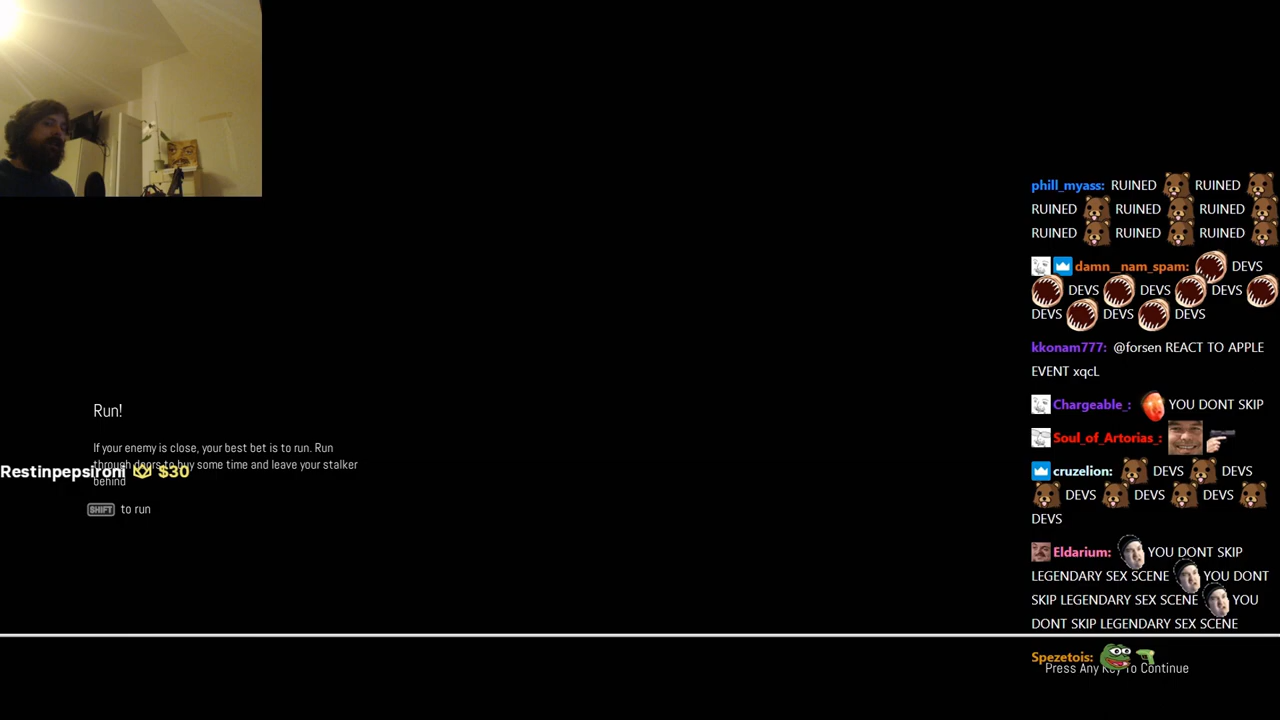 Run!
If your enemy is close, your best bet is to run. Run
through doors to buy some time and leave your stalker
behind
Restinpepsironi $30
SHIFT to run
phill_myass: RUINED RUINED
RUINED RUINED RUINED
RUINED RUINED RUINED
damn__nam_spam: DEVS
DEVS DEVS DEVS
DEVS DEVS DEVS
kkonam777: @forsen REACT TO APPLE
EVENT xqcL
Chargeable_: YOU DONT SKIP
Soul_of_Artorias_:
cruzelion: DEVS DEVS
DEVS DEVS DEVS
DEVS
Eldarium: YOU DONT SKIP
LEGENDARY SEX SCENE YOU DONT
SKIP LEGENDARY SEX SCENE YOU
DONT SKIP LEGENDARY SEX SCENE
Spezetois:
Press Any Key To Continue